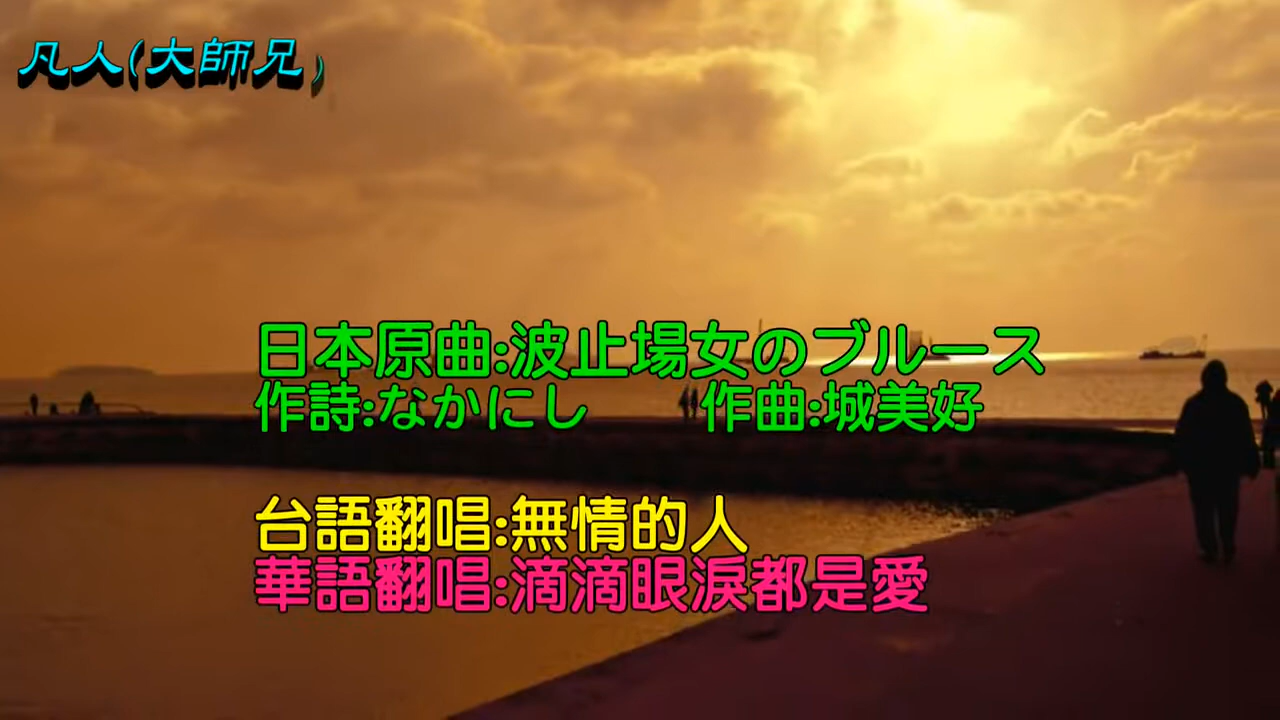 凡人(大師兄)
日本原曲:波止場女のブルース
作詩:なかにし 作曲:城美好
台語翻唱:無情的人
華語翻唱:滴滴眼淚都是愛